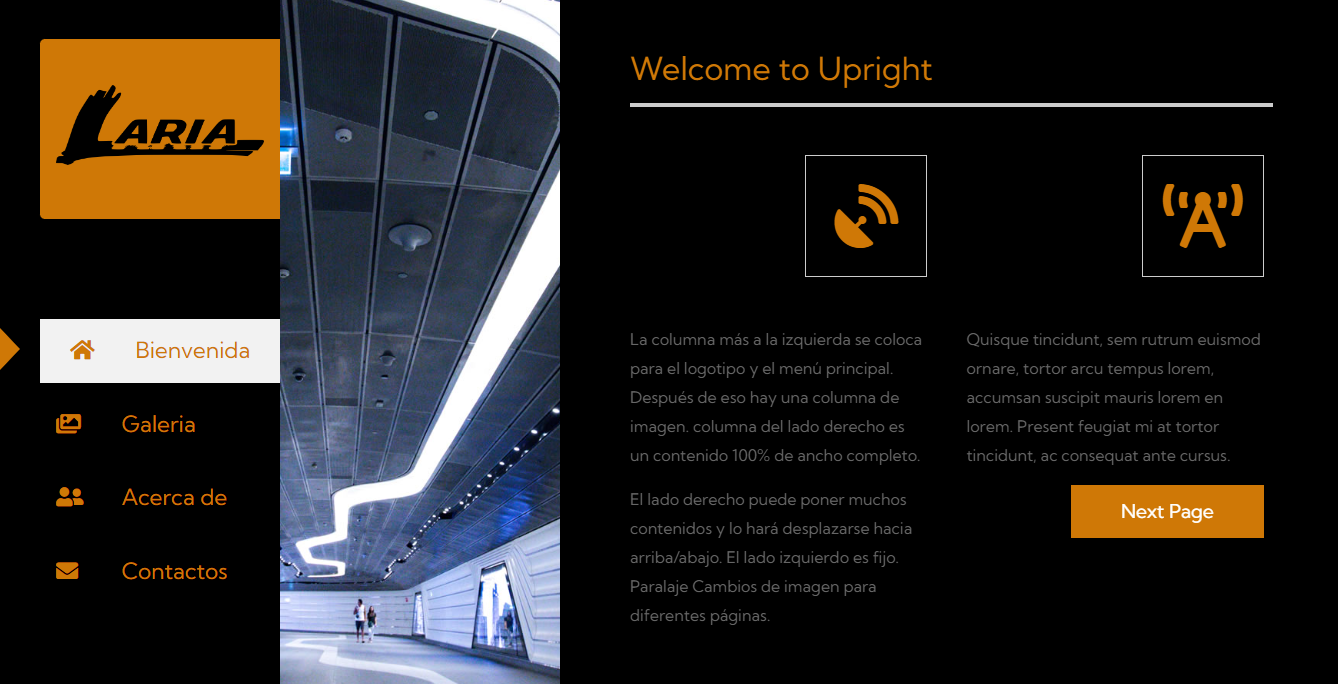 LARIA
Bienvenida
Galeria
Acerca de
Contactos
Welcome to Upright
La columna más a la izquierda se coloca
para el logotipo y el menú principal.
Después de eso hay una columna de
imagen. columna del lado derecho es
un contenido 100% de ancho completo.
El lado derecho puede poner muchos
contenidos y lo hará desplazarse hacia
arriba/abajo. El lado izquierdo es fijo.
Paralaje Cambios de imagen para
diferentes páginas.
Quisque tincidunt, sem rutrum euismod
ornare, tortor arcu tempus lorem,
accumsan suscipit mauris lorem en
lorem. Present feugiat mi at tortor
tincidunt, ac consequat ante cursus.
Next Page